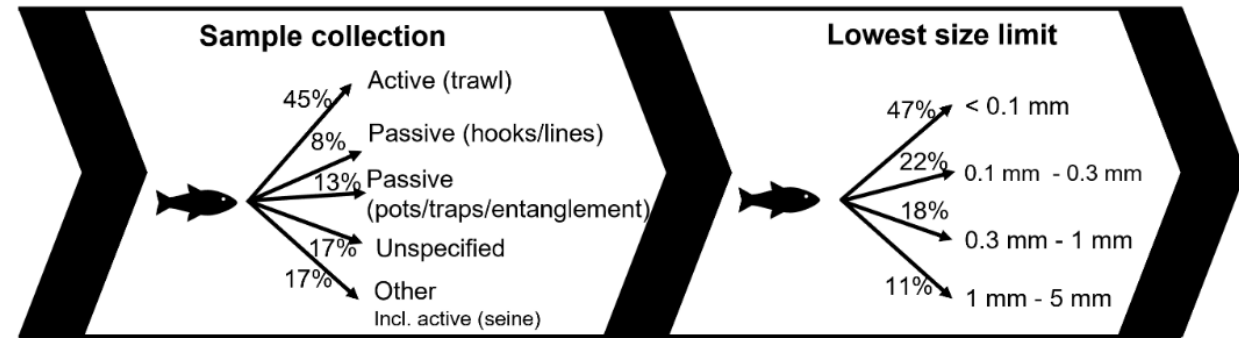 Sample collection
45%
Active (trawl)
8%
Passive (hooks/lines)
13%
Passive
(pots/traps/entanglement)
17%
Unspecified
17%
Other
Incl. active (seine)
Lowest size limit
47%
< 0.1 mm
22%
0.1 mm - 0.3 mm
18%
0.3 mm - 1 mm
11%
1 mm - 5 mm